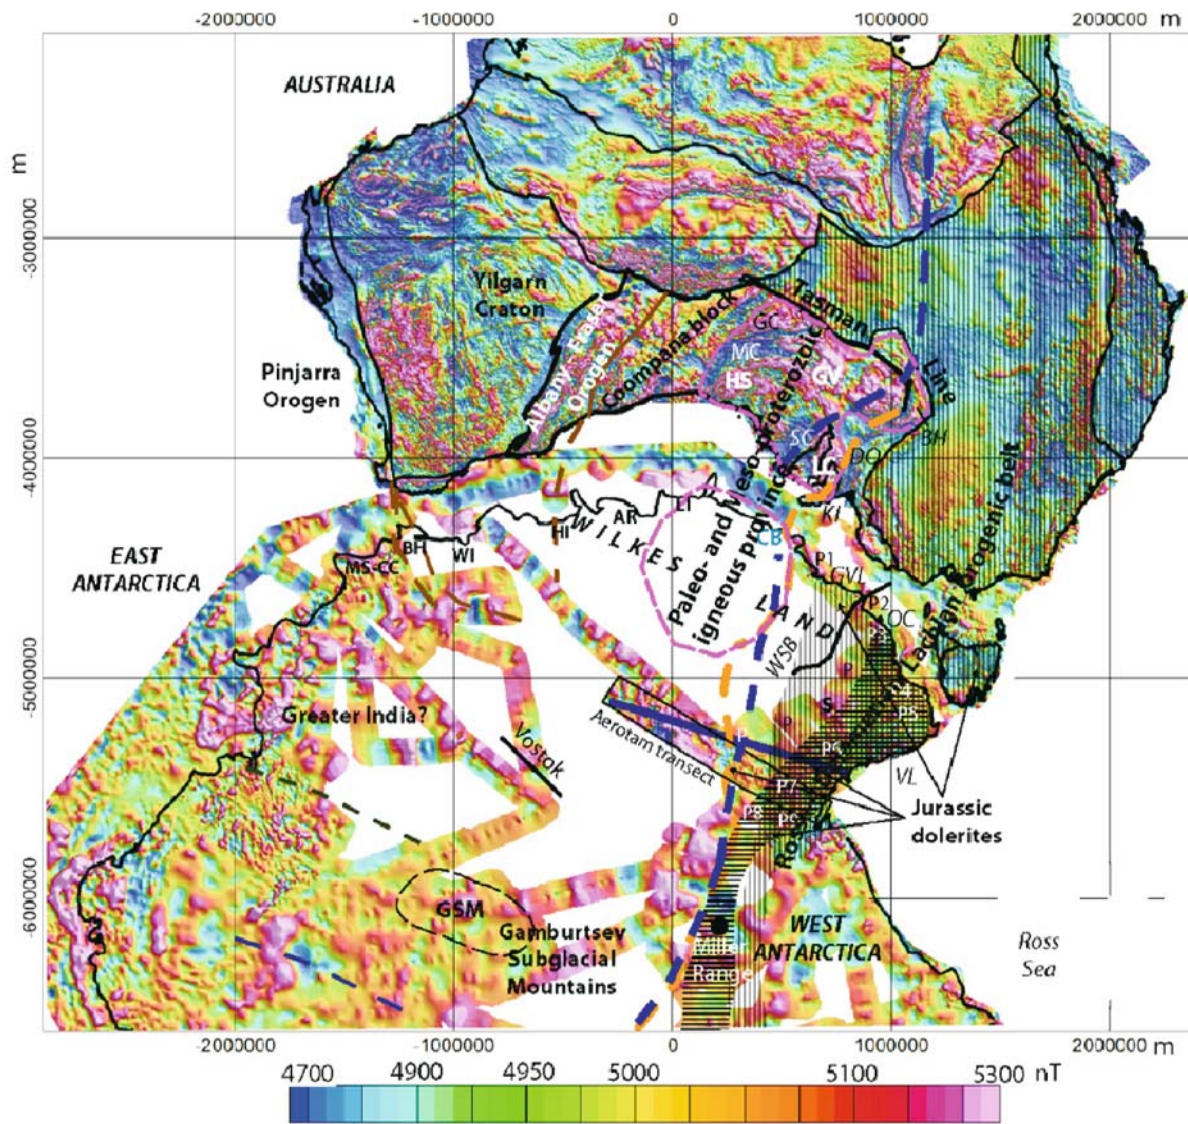 -2000000 -1000000 0 1000000 2000000 m
AUSTRALIA
m
-3000000
Yilgarn
Craton
Tasman
Line
GC
MC
HS
GV
Albany - Fraser
Orogen
Coompana block
Pinjarra
Orogen
SC
LC
DO
BH
KI
-4000000
Paleo- and Meso-proterozoic
igneous province
EAST
ANTARCTICA
MS-CC
BH
WI
HI
AR
LI
WILKES
LAND
CB
P1
GVL
P2
OC
Lachlan orogenic belt
WSB
-5000000
Greater India?
Vostok
Aerotam transect
P
P
P
S
P4
P5
P6
VL
P7
P8
P9
Jurassic
dolerites
-6000000
GSM
Gamburtsev
Subglacial
Mountains
Miller
Range
WEST
ANTARCTICA
Ross
Sea
-2000000 -1000000 0 1000000 2000000 m
4700 4900 4950 5000 5100 5300 nT